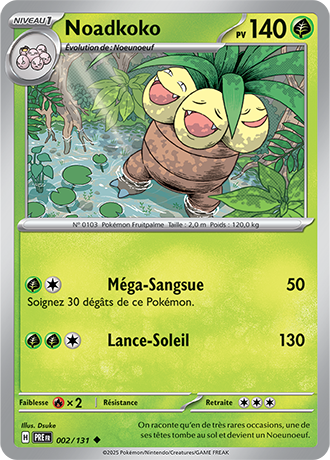 NIVEAU 1
Noadkoko
PV 140
Évolution de : Noeunoeuf
N° 0103 Pokémon Fruitpalme Taille : 2,0 m Poids : 120,0 kg
Méga-Sangsue 50
Soignez 30 dégâts de ce Pokémon.
Lance-Soleil 130
Faiblesse ×2 Résistance Retraite
Illus. Dsuke
H PRE FR 002/131
On raconte qu'en de très rares occasions, une de
ses têtes tombe au sol et devient un Noeunoeuf.
©2025 Pokémon/Nintendo/Creatures/GAME FREAK